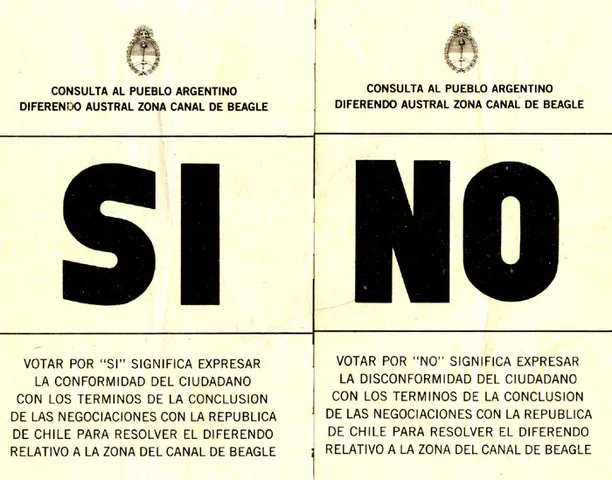 CONSULTA AL PUEBLO ARGENTINO
DIFERENDO AUSTRAL ZONA CANAL DE BEAGLE
SI
VOTAR POR "SI" SIGNIFICA EXPRESAR
LA CONFORMIDAD DEL CIUDADANO
CON LOS TERMINOS DE LA CONCLUSION
DE LAS NEGOCIACIONES CON LA REPUBLICA
DE CHILE PARA RESOLVER EL DIFERENDO
RELATIVO A LA ZONA DEL CANAL DE BEAGLE
CONSULTA AL PUEBLO ARGENTINO
DIFERENDO AUSTRAL ZONA CANAL DE BEAGLE
NO
VOTAR POR "NO" SIGNIFICA EXPRESAR
LA DISCONFORMIDAD DEL CIUDADANO
CON LOS TERMINOS DE LA CONCLUSION
DE LAS NEGOCIACIONES CON LA REPUBLICA
DE CHILE PARA RESOLVER EL DIFERENDO
RELATIVO A LA ZONA DEL CANAL DE BEAGLE